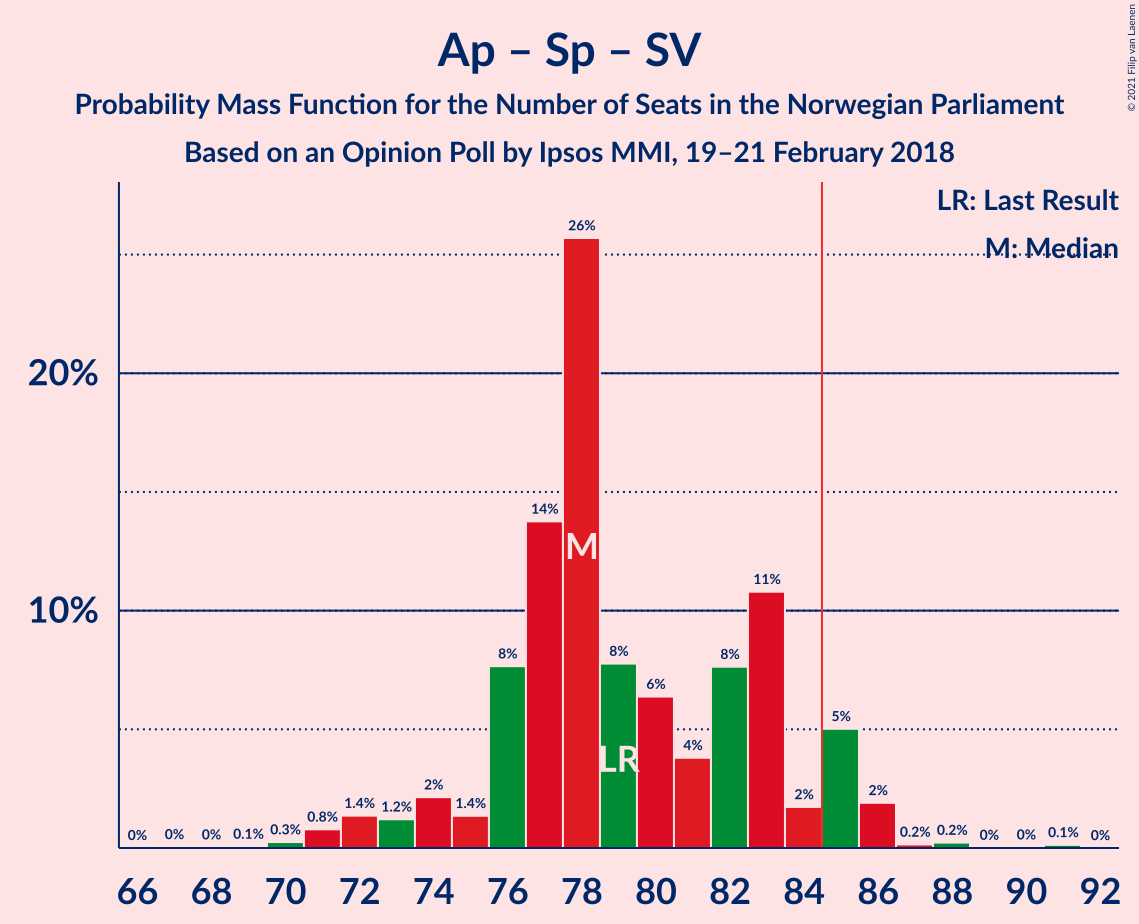 Ap – Sp – SV
Probability Mass Function for the Number of Seats in the Norwegian Parliament
Based on an Opinion Poll by Ipsos MMI, 19–21 February 2018
© 2021 Filip van Laenen
LR: Last Result
M: Median
20%
10%
0% 0% 0% 0.1% 0.3% 0.8% 1.4% 1.2% 2% 1.4% 8% 14% 26% 8% 6% 4% 8% 11% 2% 5% 2% 0.2% 0.2% 0% 0% 0.1% 0%
M
LR
66 68 70 72 74 76 78 80 82 84 86 88 90 92